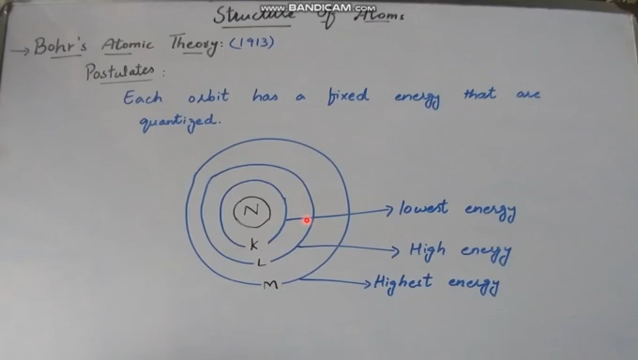 www.BANDICAM.com
Structure of Atoms
→ Bohr's Atomic Theory: (1913)
Postulates:
Each orbit has a fixed energy that are
quantized.
N
K
L
M
lowest energy
High energy
Highest energy